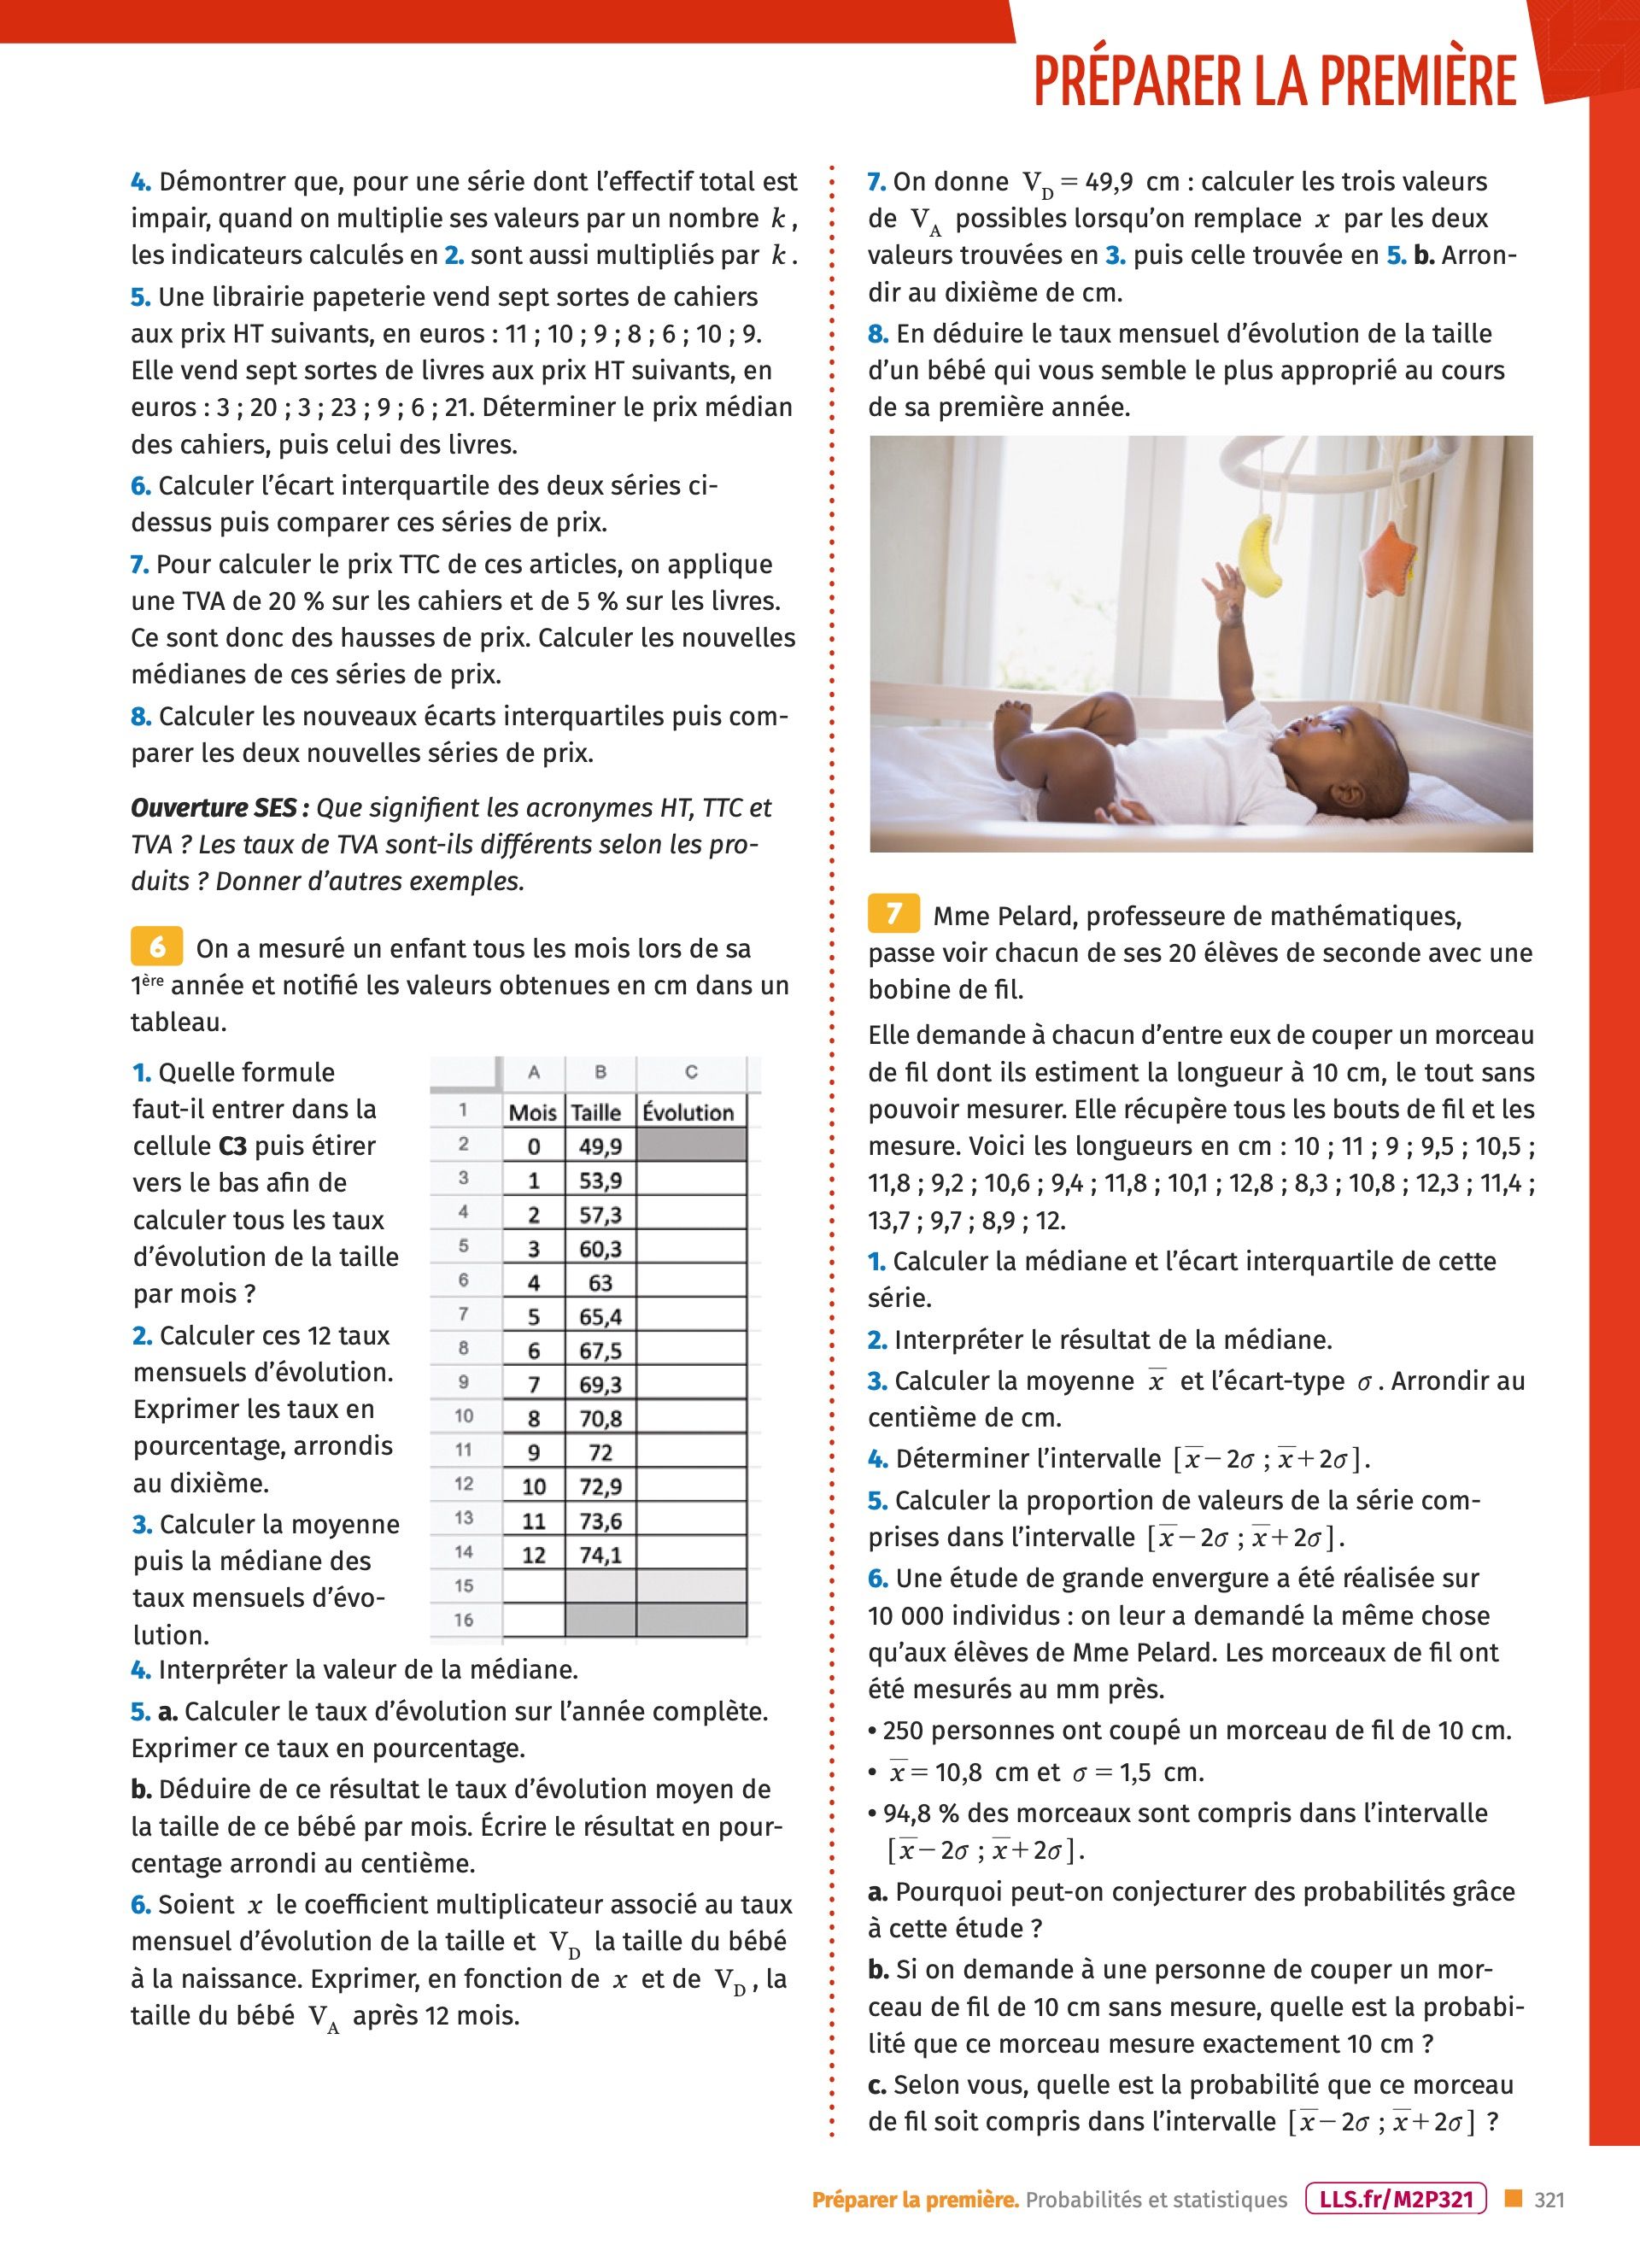 PRÉPARER LA PREMIÈRE
4. Démontrer que, pour une série dont l’effectif total est
impair, quand on multiplie ses valeurs par un nombre k,
les indicateurs calculés en 2. sont aussi multipliés par k.
5. Une librairie papeterie vend sept sortes de cahiers
aux prix HT suivants, en euros : 11 ; 10 ; 9 ; 8 ; 6 ; 10 ; 9.
Elle vend sept sortes de livres aux prix HT suivants, en
euros : 3 ; 20 ; 3 ; 23 ; 9 ; 6 ; 21. Déterminer le prix médian
des cahiers, puis celui des livres.
6. Calculer l’écart interquartile des deux séries ci-
dessus puis comparer ces séries de prix.
7. Pour calculer le prix TTC de ces articles, on applique
une TVA de 20 % sur les cahiers et de 5 % sur les livres.
Ce sont donc des hausses de prix. Calculer les nouvelles
médianes de ces séries de prix.
8. Calculer les nouveaux écarts interquartiles puis com-
parer les deux nouvelles séries de prix.
Ouverture SES : Que signifient les acronymes HT, TTC et
TVA ? Les taux de TVA sont-ils différents selon les pro-
duits ? Donner d’autres exemples.
6 On a mesuré un enfant tous les mois lors de sa
1ère année et notifié les valeurs obtenues en cm dans un
tableau.
1. Quelle formule
faut-il entrer dans la
cellule C3 puis étirer
vers le bas afin de
calculer tous les taux
d’évolution de la taille
par mois ?
2. Calculer ces 12 taux
mensuels d’évolution.
Exprimer les taux en
pourcentage, arrondis
au dixième.
3. Calculer la moyenne
puis la médiane des
taux mensuels d’évo-
lution.
A B C
1 Mois Taille Évolution
2 0 49,9
3 1 53,9
4 2 57,3
5 3 60,3
6 4 63
7 5 65,4
8 6 67,5
9 7 69,3
10 8 70,8
11 9 72
12 10 72,9
13 11 73,6
14 12 74,1
15
16
4. Interpréter la valeur de la médiane.
5. a. Calculer le taux d’évolution sur l’année complète.
Exprimer ce taux en pourcentage.
b. Déduire de ce résultat le taux d’évolution moyen de
la taille de ce bébé par mois. Écrire le résultat en pour-
centage arrondi au centième.
6. Soient x le coefficient multiplicateur associé au taux
mensuel d’évolution de la taille et V_D la taille du bébé
à la naissance. Exprimer, en fonction de x et de V_D, la
taille du bébé V_A après 12 mois.
7. On donne V_D = 49,9 cm : calculer les trois valeurs
de V_A possibles lorsqu’on remplace x par les deux
valeurs trouvées en 3. puis celle trouvée en 5. b. Arron-
dir au dixième de cm.
8. En déduire le taux mensuel d’évolution de la taille
d’un bébé qui vous semble le plus approprié au cours
de sa première année.
7 Mme Pelard, professeure de mathématiques,
passe voir chacun de ses 20 élèves de seconde avec une
bobine de fil.
Elle demande à chacun d’entre eux de couper un morceau
de fil dont ils estiment la longueur à 10 cm, le tout sans
pouvoir mesurer. Elle récupère tous les bouts de fil et les
mesure. Voici les longueurs en cm : 10 ; 11 ; 9 ; 9,5 ; 10,5 ;
11,8 ; 9,2 ; 10,6 ; 9,4 ; 11,8 ; 10,1 ; 12,8 ; 8,3 ; 10,8 ; 12,3 ; 11,4 ;
13,7 ; 9,7 ; 8,9 ; 12.
1. Calculer la médiane et l’écart interquartile de cette
série.
2. Interpréter le résultat de la médiane.
3. Calculer la moyenne x̅ et l’écart-type σ. Arrondir au
centième de cm.
4. Déterminer l’intervalle [x̅ − 2σ ; x̅ + 2σ].
5. Calculer la proportion de valeurs de la série com-
prises dans l’intervalle [x̅ − 2σ ; x̅ + 2σ].
6. Une étude de grande envergure a été réalisée sur
10 000 individus : on leur a demandé la même chose
qu’aux élèves de Mme Pelard. Les morceaux de fil ont
été mesurés au mm près.
• 250 personnes ont coupé un morceau de fil de 10 cm.
• x̅ = 10,8 cm et σ = 1,5 cm.
• 94,8 % des morceaux sont compris dans l’intervalle
[x̅ − 2σ ; x̅ + 2σ].
a. Pourquoi peut-on conjecturer des probabilités grâce
à cette étude ?
b. Si on demande à une personne de couper un mor-
ceau de fil de 10 cm sans mesure, quelle est la probabi-
lité que ce morceau mesure exactement 10 cm ?
c. Selon vous, quelle est la probabilité que ce morceau
de fil soit compris dans l’intervalle [x̅ − 2σ ; x̅ + 2σ] ?
Préparer la première. Probabilités et statistiques LLS.fr/M2P321 321